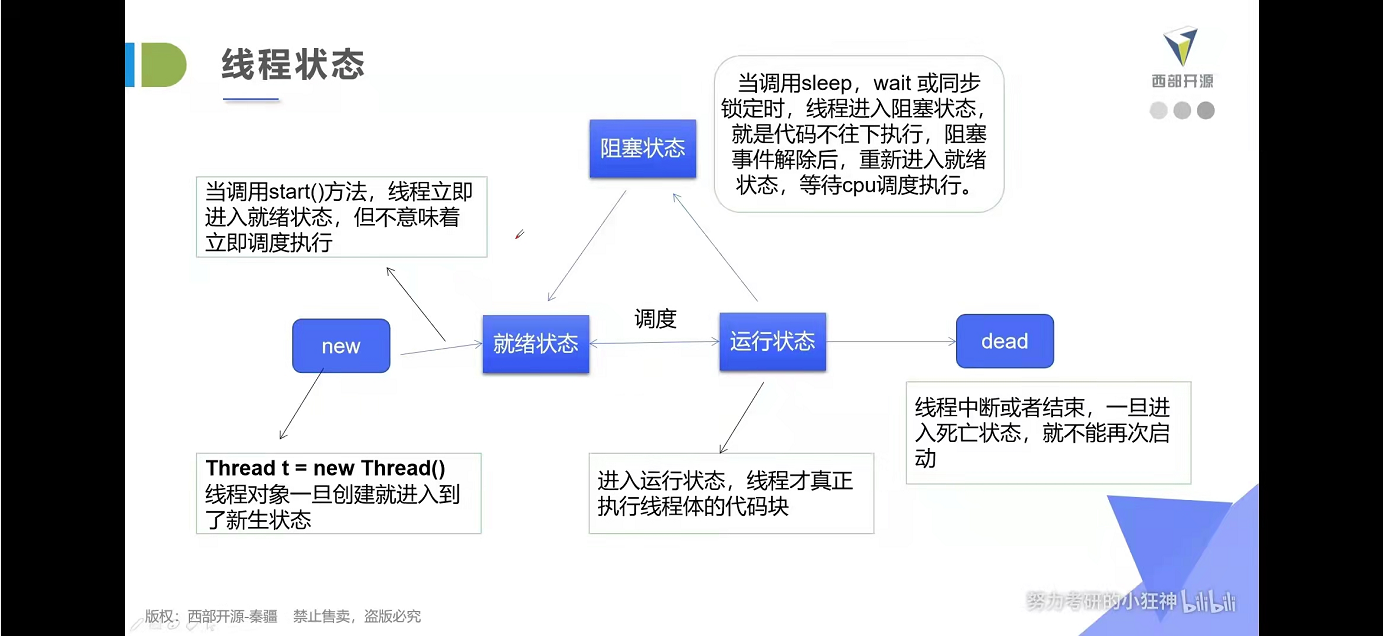 线程状态
西部开源
当调用sleep，wait 或同步
锁定时，线程进入阻塞状态，
就是代码不往下执行，阻塞
事件解除后，重新进入就绪
状态，等待cpu调度执行。
阻塞状态
当调用start()方法，线程立即
进入就绪状态，但不意味着
立即调度执行
new
就绪状态
调度
运行状态
dead
线程中断或者结束，一旦进
入死亡状态，就不能再次启
动
Thread t = new Thread()
线程对象一旦创建就进入到
了新生状态
进入运行状态，线程才真正
执行线程体的代码块
努力考研的小狂神 bilibili
版权：西部开源-秦疆 禁止售卖，盗版必究